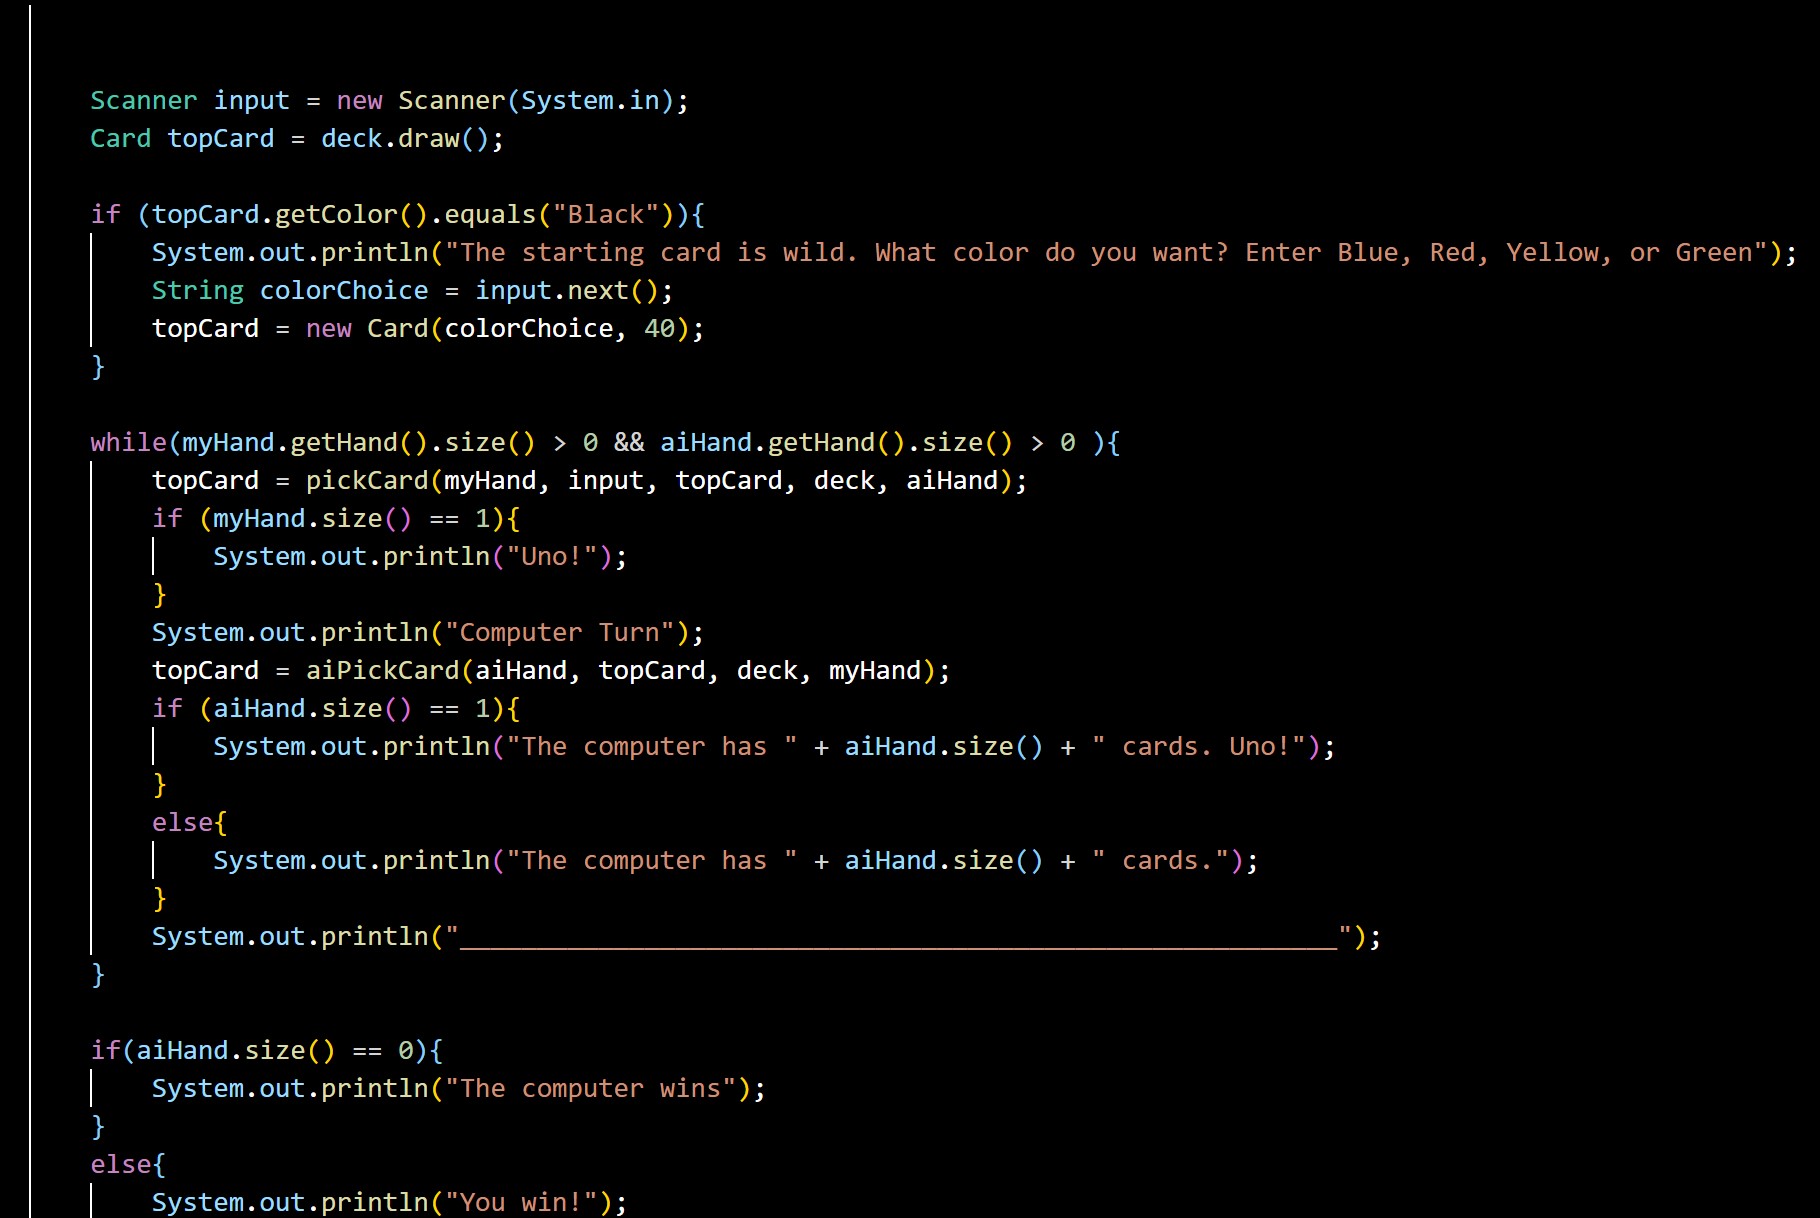 Scanner input = new Scanner(System.in);
Card topCard = deck.draw();
if (topCard.getColor().equals("Black")){
System.out.println("The starting card is wild. What color do you want? Enter Blue, Red, Yellow, or Green");
String colorChoice = input.next();
topCard = new Card(colorChoice, 40);
}
while(myHand.getHand().size() > 0 && aiHand.getHand().size() > 0 ){
topCard = pickCard(myHand, input, topCard, deck, aiHand);
if (myHand.size() == 1){
System.out.println("Uno!");
}
System.out.println("Computer Turn");
topCard = aiPickCard(aiHand, topCard, deck, myHand);
if (aiHand.size() == 1){
System.out.println("The computer has " + aiHand.size() + " cards. Uno!");
}
else{
System.out.println("The computer has " + aiHand.size() + " cards.");
}
System.out.println("_________________________________________________________");
}
if(aiHand.size() == 0){
System.out.println("The computer wins");
}
else{
System.out.println("You win!");